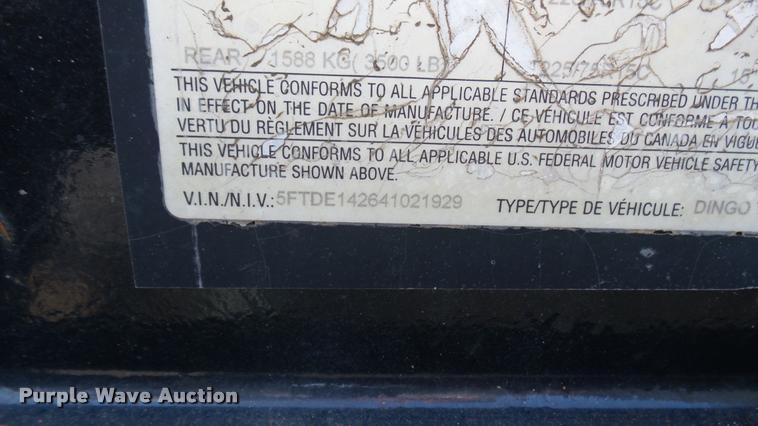 REAR 1588 KG( 3500 LB)
THIS VEHICLE CONFORMS TO ALL APPLICABLE STANDARDS PRESCRIBED UNDER TH
IN EFFECT ON THE DATE OF MANUFACTURE. / CE VÉHICULE EST CONFORME À TOU
VERTU DU RÈGLEMENT SUR LA VÉHICULES DES AUTOMOBILES DU CANADA EN VIGUE
THIS VEHICLE CONFORMS TO ALL APPLICABLE U.S. FEDERAL MOTOR VEHICLE SAFETY
MANUFACTURE SHOWN ABOVE.
V.I.N./N.I.V.: 5FTDE142641021929 TYPE/TYPE DE VÉHICULE: DINGO
Purple Wave Auction